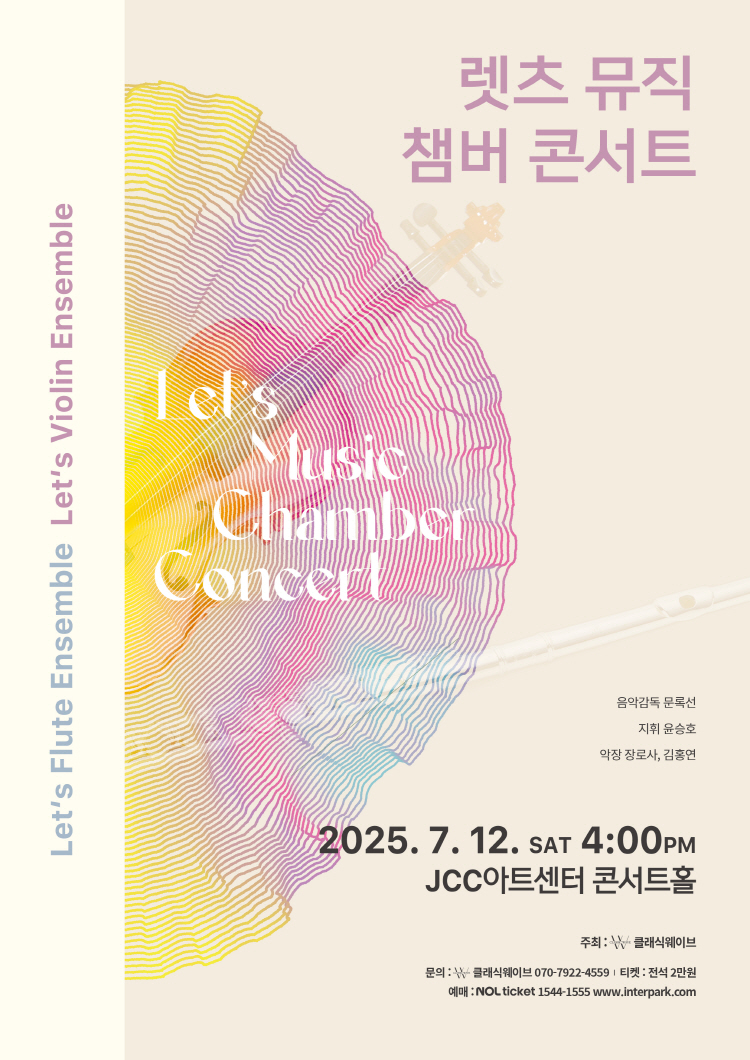 렛츠 뮤직
챔버 콘서트
Let's Flute Ensemble Let's Violin Ensemble
Let's
Music
Chamber
Concert
음악감독 문록선
지휘 윤승호
악장 장로사, 김홍연
2025. 7. 12. SAT 4:00PM
JCC아트센터 콘서트홀
주최 : 클래식웨이브
문의 : 클래식웨이브 070-7922-4559 | 티켓 : 전석 2만원
예매 : NOL ticket 1544-1555 www.interpark.com